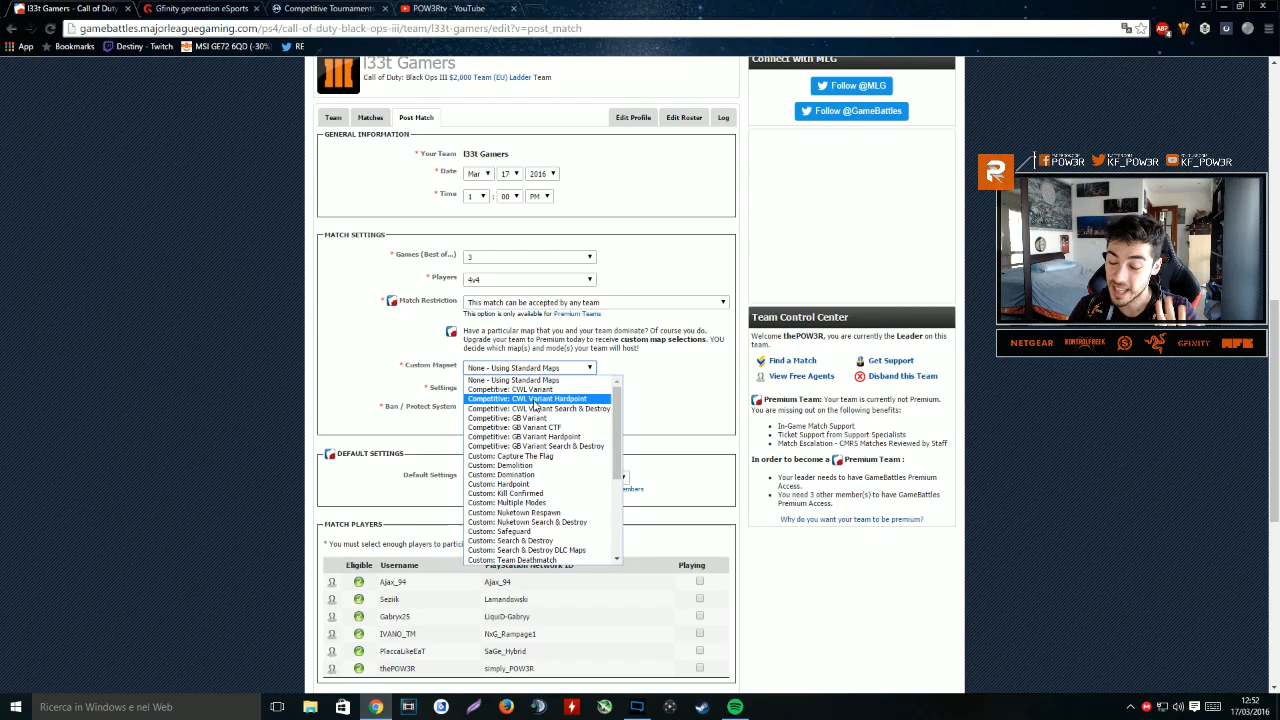 l33t Gamers - Call of Duty
Gfinity generation eSports
Competitive Tournaments
POW3Rtv - YouTube
gamebattles.majorleaguegaming.com/ps4/call-of-duty-black-ops-iii/team/l33t-gamers/edit?v=post_match
App
Bookmarks
Destiny - Twitch
MSI GE72 6QD (-30%)
RE
l33t Gamers
Call of Duty: Black Ops III $2,000 Team (EU) Ladder Team
Team
Matches
Post Match
Edit Profile
Edit Roster
Log
GENERAL INFORMATION
* Your Team l33t Gamers
* Date Mar 17 2016
* Time 1 : 00 PM
MATCH SETTINGS
* Games (Best of...) 3
* Players 4v4
* Match Restriction This match can be accepted by any team
This option is only available for Premium Teams
Have a particular map that you and your team dominate? Of course you do.
Upgrade your team to Premium today to receive custom map selections. YOU
decide which map(s) and mode(s) your team will host!
* Custom Mapset None - Using Standard Maps
* Settings
* Ban / Protect System
None - Using Standard Maps
Competitive: CWL Variant
Competitive: CWL Variant Hardpoint
Competitive: CWL Variant Search & Destroy
Competitive: GB Variant
Competitive: GB Variant CTF
Competitive: GB Variant Hardpoint
Competitive: GB Variant Search & Destroy
Custom: Capture The Flag
Custom: Demolition
Custom: Domination
Custom: Hardpoint
Custom: Kill Confirmed
Custom: Multiple Modes
Custom: Nuketown Respawn
Custom: Nuketown Search & Destroy
Custom: Safeguard
Custom: Search & Destroy
Custom: Search & Destroy DLC Maps
Custom: Team Deathmatch
DEFAULT SETTINGS
Default Settings
MATCH PLAYERS
* You must select enough players to partici
Eligible Username PlayStation Network ID Playing
Ajax_94 Ajax_94
Seziik Lamandowski
Gabryx25 LiquiD-Gabryy
IVANO_TM NxG_Rampage1
PlaccaLikeEaT SaGe_Hybrid
thePOW3R simply_POW3R
Connect with MLG
Follow @MLG
Follow @GameBattles
Team Control Center
Welcome thePOW3R, you are currently the Leader on this
team.
Find a Match
Get Support
View Free Agents
Disband this Team
Premium Team: Your team is currently not Premium.
You are missing out on the following benefits:
In-Game Match Support
Ticket Support from Support Specialists
Match Escalation - CMRS Matches Reviewed by Staff
In order to become a Premium Team :
Your leader needs to have GameBattles Premium
Access.
You need 3 other member(s) to have GameBattles
Premium Access.
Why do you want your team to be premium?
POW3R
KF_POW3R
KF_POW3R
NETGEAR
KONTROLFREEK
GFINITY
Ricerca in Windows e nel Web
12:52
17/03/2016